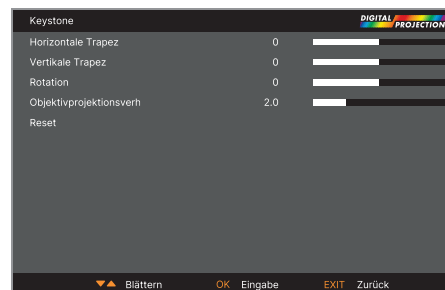 Keystone
DIGITAL PROJECTION
Horizontale Trapez 0
Vertikale Trapez 0
Rotation 0
Objektivprojektionsverh 2.0
Reset
Blättern OK Eingabe EXIT Zurück